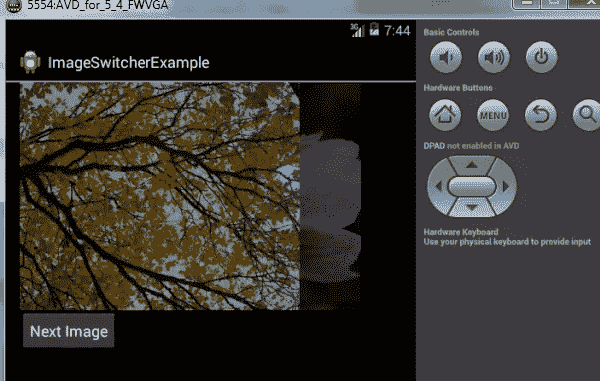 5554:AVD_for_5_4_FWVGA
3G 7:44
ImageSwitcherExample
Next Image
Basic Controls
Hardware Buttons
MENU
DPAD not enabled in AVD
Hardware Keyboard
Use your physical keyboard to provide input